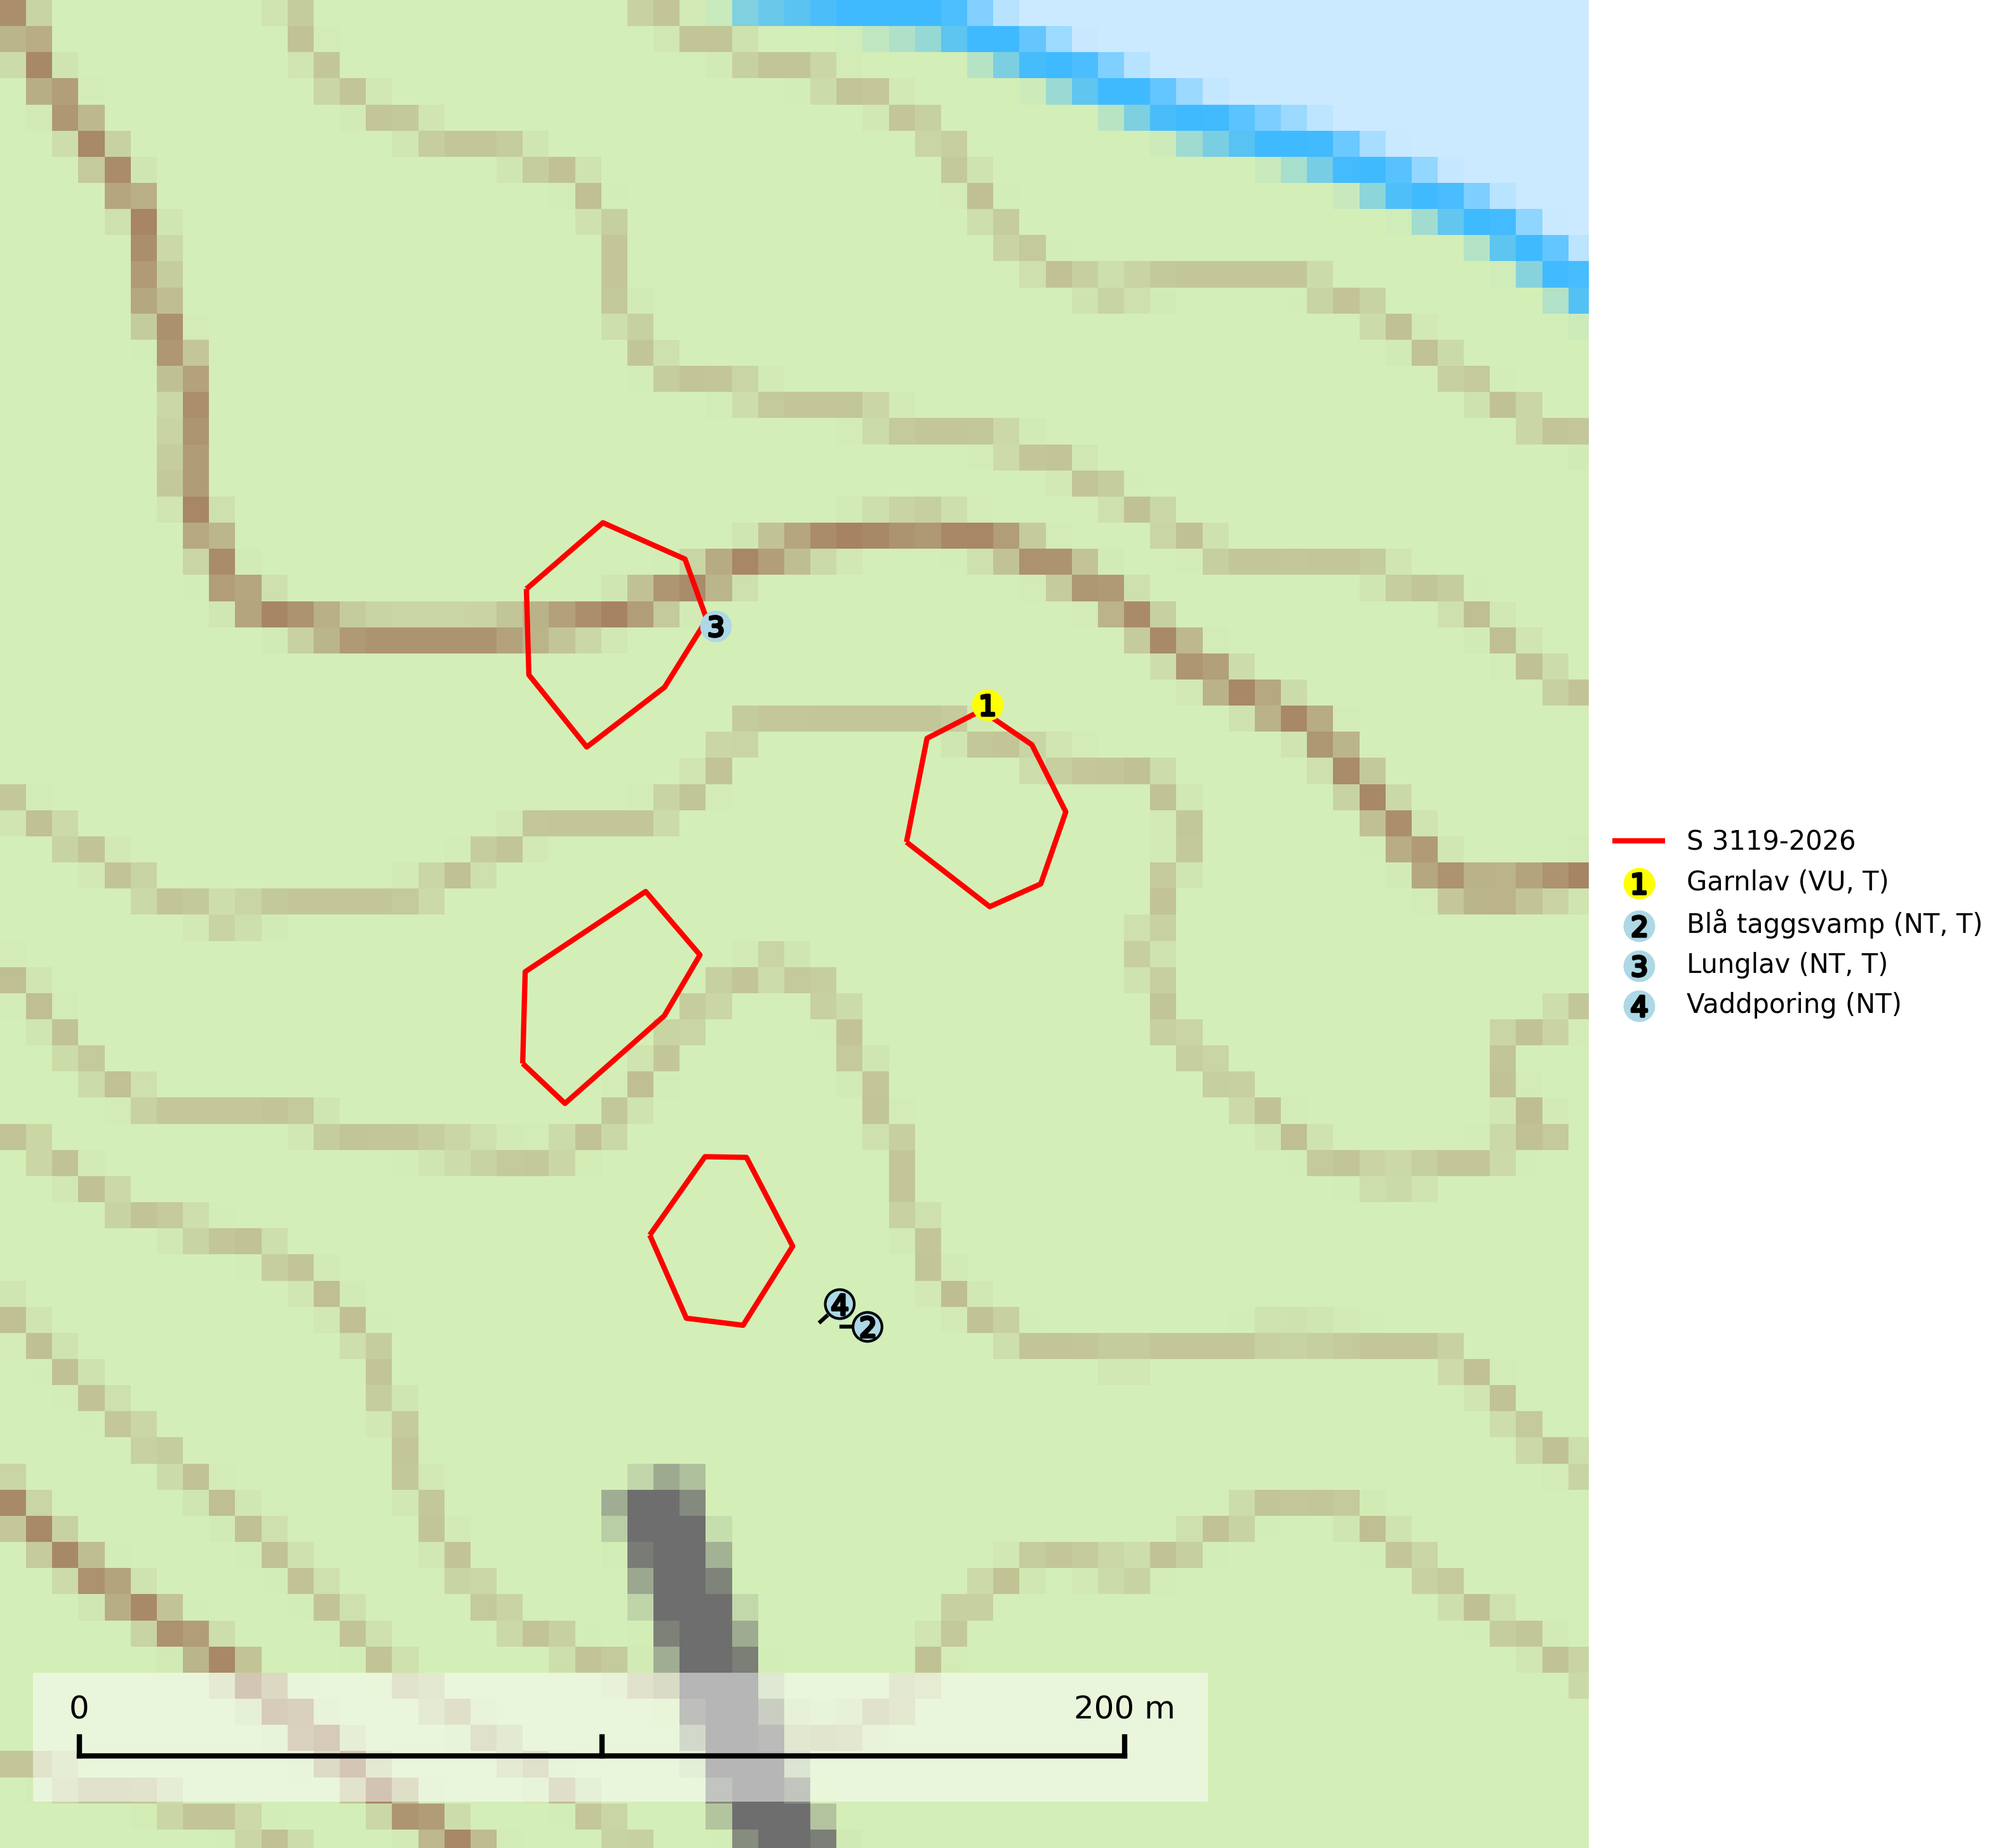 3
1
S 3119-2026
1 Garnlav (VU, T)
2 Blå taggsvamp (NT, T)
3 Lunglav (NT, T)
4 Vaddporing (NT)
4
2
0 200 m